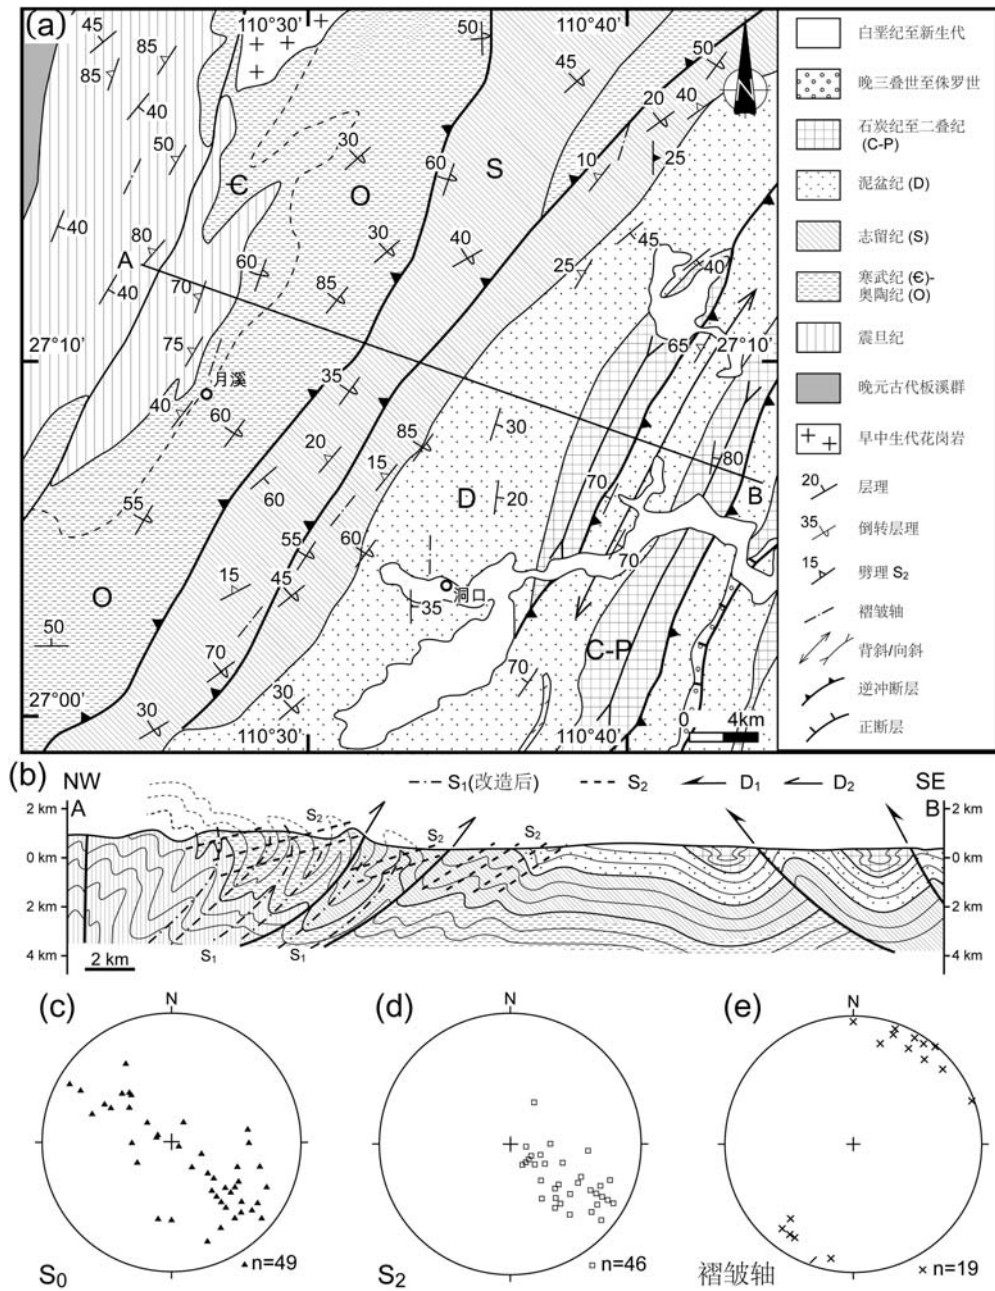 (a)
110°30'
110°40'
45
85
85
40
50
40
80
A
40
70
60
75
月溪
40
60
55
O
50
Є
O
30
30
85
60
S
50
45
50
20
40
10
25
40
45
25
40
27°10'
27°10'
65
35
20
60
15
85
30
D
20
70
80
B
55
60
15
45
洞口
35
70
70
C-P
70
30
30
27°00'
110°30'
110°40'
0 4km
N
白垩纪至新生代
晚三叠世至侏罗世
石炭纪至二叠纪
(C-P)
泥盆纪 (D)
志留纪 (S)
寒武纪 (Є)-
奥陶纪 (O)
震旦纪
晚元古代板溪群
早中生代花岗岩
20 层理
35 倒转层理
15 劈理 S₂
褶皱轴
背斜/向斜
逆冲断层
正断层
(b) NW
A
S₁(改造后) S₂ D₁ D₂
SE
B
2 km
0 km
2 km
4 km
S₂
S₂
S₂
S₁
S₁
2 km
2 km
0 km
2 km
4 km
(c) N
S₀
n=49
(d) N
S₂
n=46
(e) N
褶皱轴
n=19